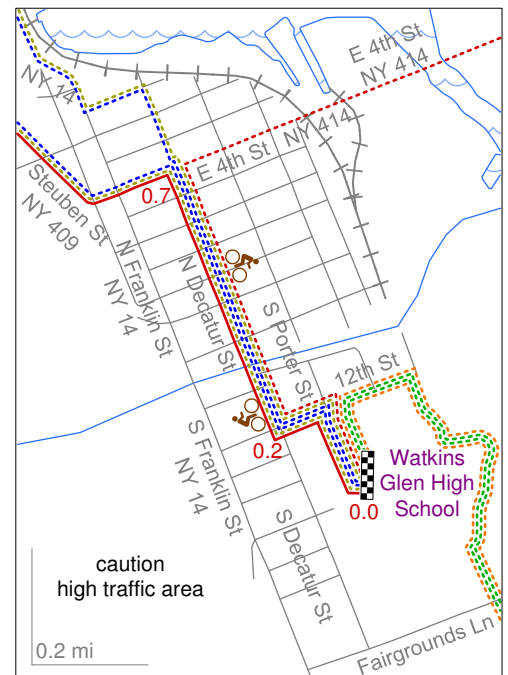 NY 14
E 4th St
NY 414
NY 414
E 4th St
Steuben St
NY 409
0.7
N Franklin St
NY 14
N Decatur St
S Porter St
12th St
S Franklin St
NY 14
0.2
Watkins
Glen High
School
0.0
S Decatur St
caution
high traffic area
0.2 mi
Fairgrounds Ln